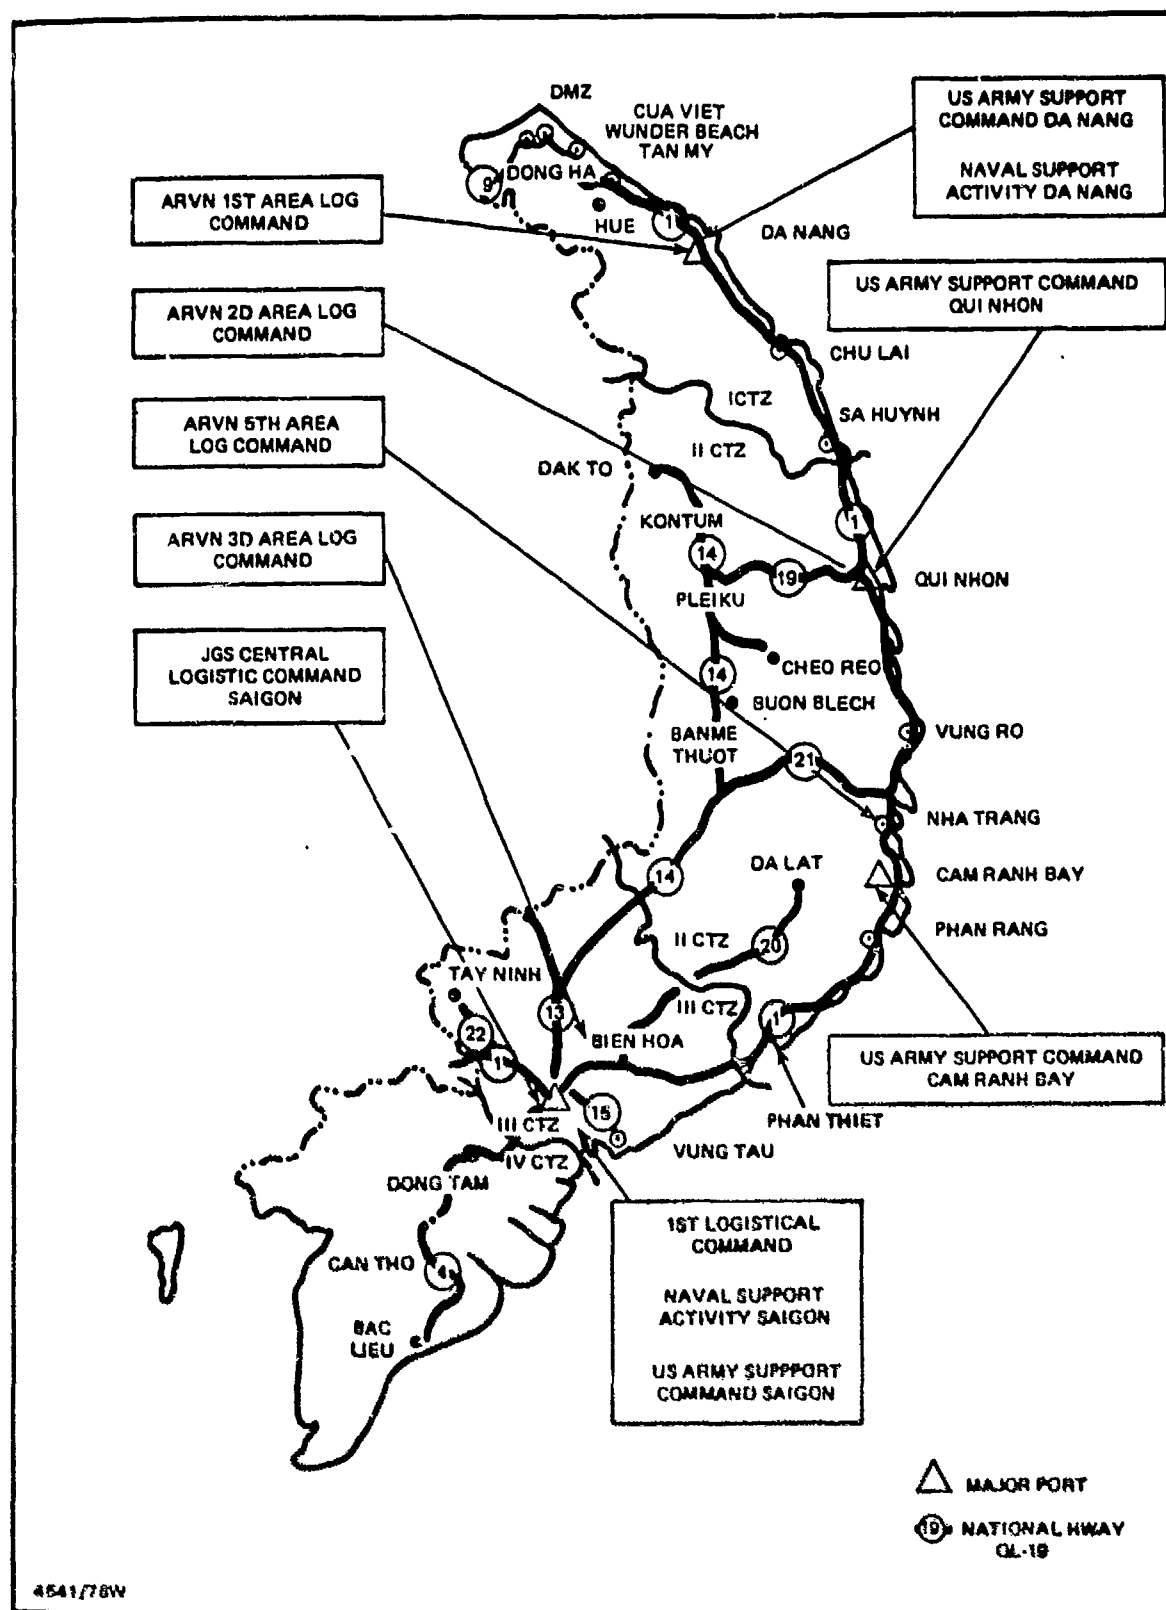 DMZ
CUA VIET
WUNDER BEACH
TAN MY
US ARMY SUPPORT
COMMAND DA NANG
NAVAL SUPPORT
ACTIVITY DA NANG
ARVN 1ST AREA LOG
COMMAND
9
DONG HA
HUE
1
DA NANG
US ARMY SUPPORT COMMAND
QUI NHON
ARVN 2D AREA LOG
COMMAND
CHU LAI
ICTZ
SA HUYNH
II CTZ
ARVN 5TH AREA
LOG COMMAND
DAK TO
KONTUM
1
14
19
QUI NHON
PLEIKU
ARVN 3D AREA LOG
COMMAND
CHEO REO
14
BUON BLECH
JGS CENTRAL
LOGISTIC COMMAND
SAIGON
BANME
THUOT
VUNG RO
21
NHA TRANG
14
DA LAT
CAM RANH BAY
PHAN RANG
II CTZ
20
TAY NINH
III CTZ
13
1
22
BIEN HOA
1
US ARMY SUPPORT COMMAND
CAM RANH BAY
15
III CTZ
PHAN THIET
VUNG TAU
IV CTZ
DONG TAM
1ST LOGISTICAL
COMMAND
NAVAL SUPPORT
ACTIVITY SAIGON
US ARMY SUPPPORT
COMMAND SAIGON
CAN THO
4
BAC
LIEU
MAJOR PORT
19 NATIONAL HWAY
QL-19
4541/78W